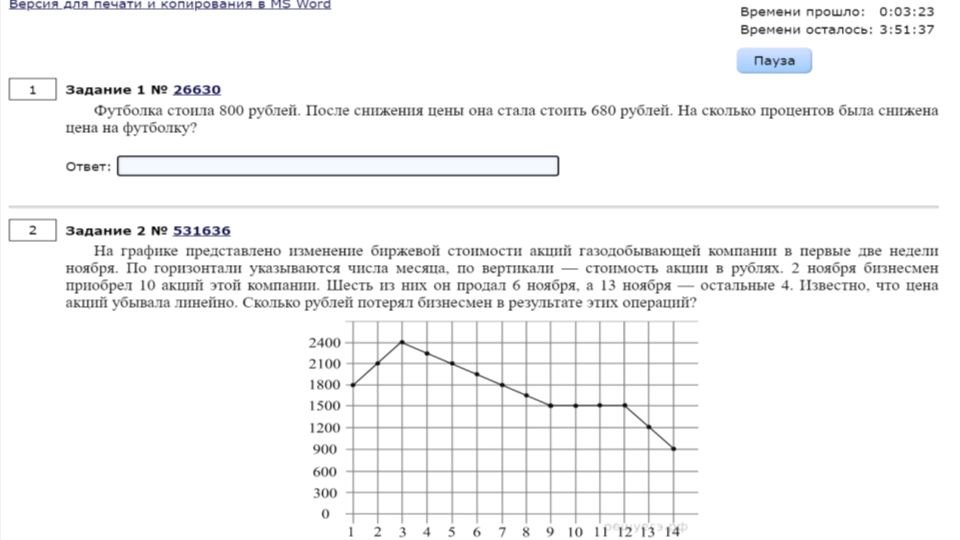 Версия для печати и копирования в MS Word
Времени прошло: 0:03:23
Времени осталось: 3:51:37
Пауза
1
Задание 1 № 26630
Футболка стоила 800 рублей. После снижения цены она стала стоить 680 рублей. На сколько процентов была снижена
цена на футболку?
Ответ:
2
Задание 2 № 531636
На графике представлено изменение биржевой стоимости акций газодобывающей компании в первые две недели
ноября. По горизонтали указываются числа месяца, по вертикали — стоимость акции в рублях. 2 ноября бизнесмен
приобрел 10 акций этой компании. Шесть из них он продал 6 ноября, а 13 ноября — остальные 4. Известно, что цена
акций убывала линейно. Сколько рублей потерял бизнесмен в результате этих операций?
2400
2100
1800
1500
1200
900
600
300
0
1 2 3 4 5 6 7 8 9 10 11 12 13 14